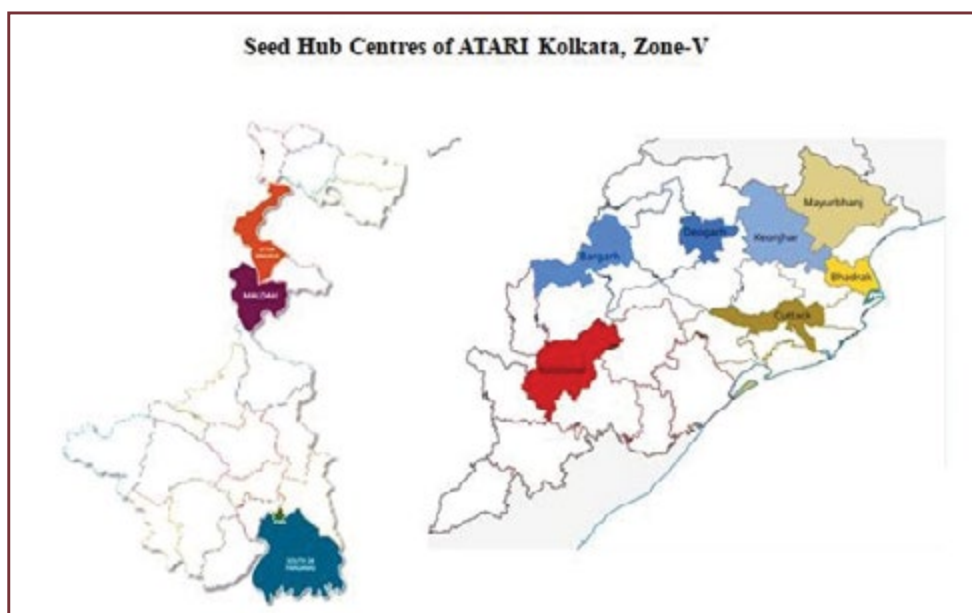 Seed Hub Centres of ATARI Kolkata, Zone-V
MALDAH
SOUTH 24
PARGANAS
Mayurbhanj
Deogarh
Keonjhar
Bargarh
Bhadrak
Cuttack